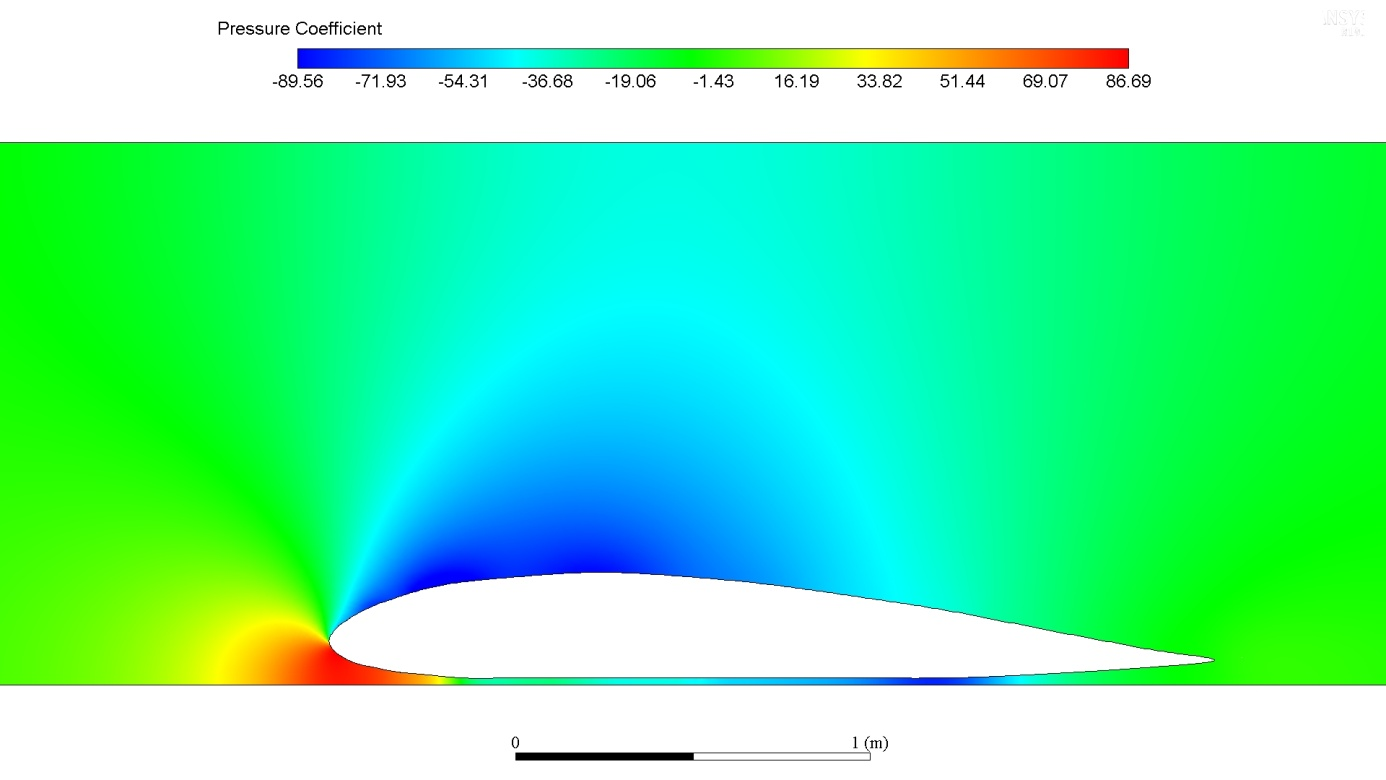 Pressure Coefficient
-89.56 -71.93 -54.31 -36.68 -19.06 -1.43 16.19 33.82 51.44 69.07 86.69
0 1 (m)